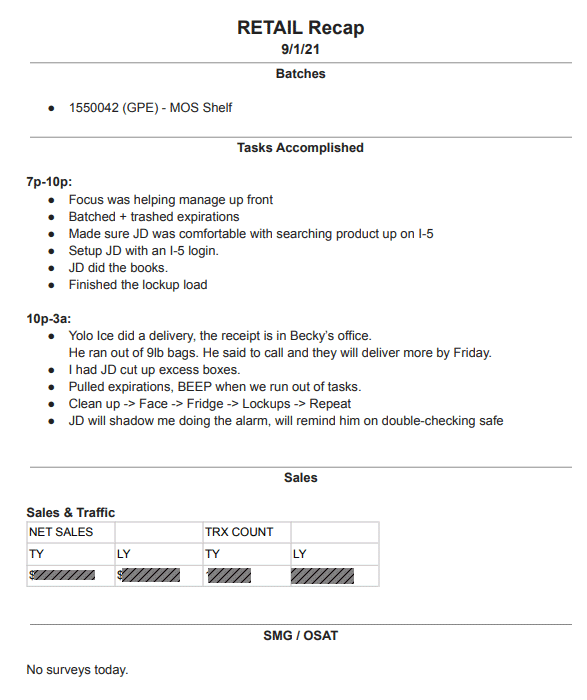 RETAIL Recap
9/1/21
Batches
● 1550042 (GPE) - MOS Shelf
Tasks Accomplished
7p-10p:
● Focus was helping manage up front
● Batched + trashed expirations
● Made sure JD was comfortable with searching product up on I-5
● Setup JD with an I-5 login.
● JD did the books.
● Finished the lockup load
10p-3a:
● Yolo Ice did a delivery, the receipt is in Becky's office.
He ran out of 9lb bags. He said to call and they will deliver more by Friday.
● I had JD cut up excess boxes.
● Pulled expirations, BEEP when we run out of tasks.
● Clean up -> Face -> Fridge -> Lockups -> Repeat
● JD will shadow me doing the alarm, will remind him on double-checking safe
Sales
Sales & Traffic
NET SALES TRX COUNT
TY LY TY LY
$ $
SMG / OSAT
No surveys today.